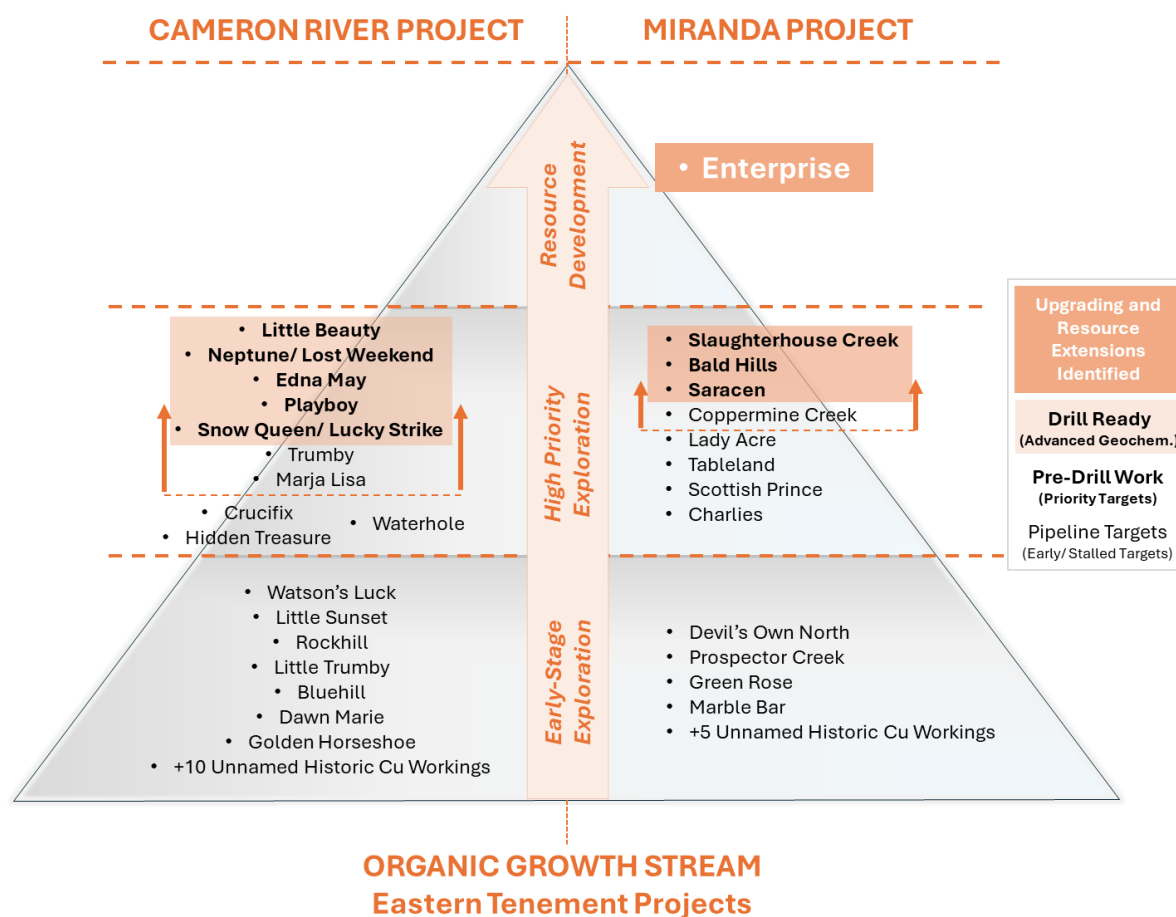 CAMERON RIVER PROJECT
MIRANDA PROJECT
Resource
Development
• Enterprise
• Little Beauty
• Neptune/ Lost Weekend
• Edna May
• Playboy
• Snow Queen/ Lucky Strike
• Trumby
• Marja Lisa
• Crucifix
• Waterhole
• Hidden Treasure
High Priority
Exploration
• Slaughterhouse Creek
• Bald Hills
• Saracen
• Coppermine Creek
• Lady Acre
• Tableland
• Scottish Prince
• Charlies
Upgrading and
Resource
Extensions
Identified
Drill Ready
(Advanced Geochem.)
Pre-Drill Work
(Priority Targets)
Pipeline Targets
(Early/ Stalled Targets)
• Watson's Luck
• Little Sunset
• Rockhill
• Little Trumby
• Bluehill
• Dawn Marie
• Golden Horseshoe
• +10 Unnamed Historic Cu Workings
Early-Stage
Exploration
• Devil's Own North
• Prospector Creek
• Green Rose
• Marble Bar
• +5 Unnamed Historic Cu Workings
ORGANIC GROWTH STREAM
Eastern Tenement Projects